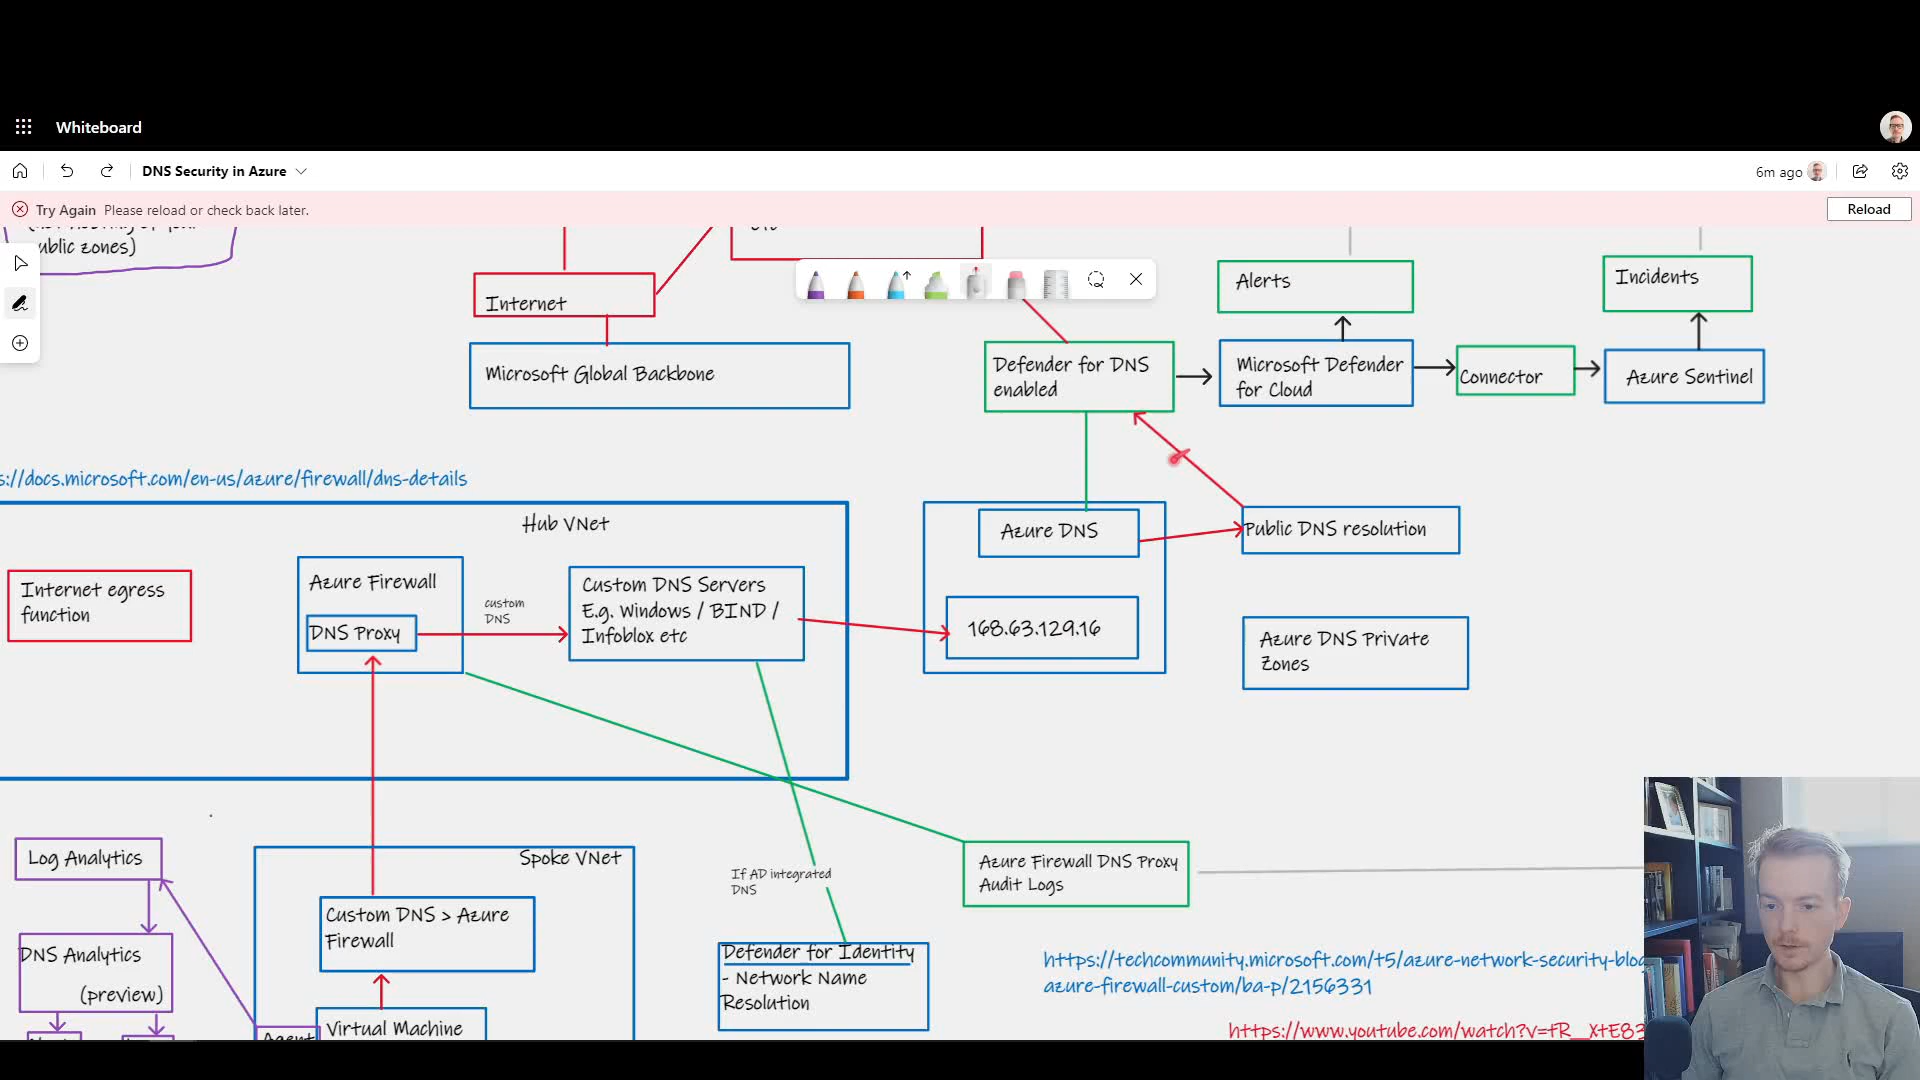 Whiteboard
DNS Security in Azure
6m ago
Try Again Please reload or check back later.
Reload
public zones)
Internet
Alerts
Incidents
Microsoft Global Backbone
Defender for DNS
enabled
Microsoft Defender
for Cloud
Connector
Azure Sentinel
s://docs.microsoft.com/en-us/azure/firewall/dns-details
Hub VNet
Azure DNS
Public DNS resolution
Internet egress
function
Azure Firewall
DNS Proxy
custom
DNS
Custom DNS Servers
E.g. Windows / BIND /
Infoblox etc
168.63.129.16
Azure DNS Private
Zones
Log Analytics
Spoke VNet
If AD integrated
DNS
Azure Firewall DNS Proxy
Audit Logs
Custom DNS > Azure
Firewall
DNS Analytics
(preview)
Defender for Identity
- Network Name
Resolution
https://techcommunity.microsoft.com/t5/azure-network-security-blo
azure-firewall-custom/ba-p/2156331
Virtual Machine
Agent
https://www.youtube.com/watch?v=tR__XtE83